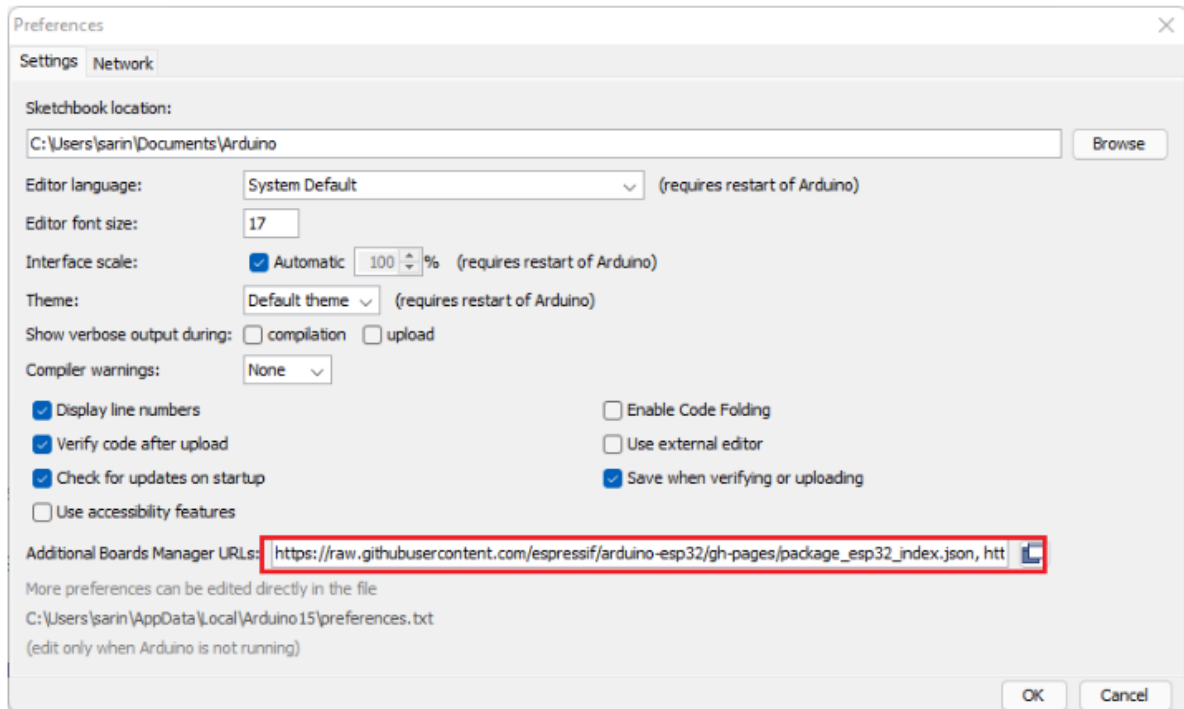 Preferences
Settings Network
Sketchbook location:
C:\Users\sarin\Documents\Arduino Browse
Editor language: System Default (requires restart of Arduino)
Editor font size: 17
Interface scale: Automatic 100 % (requires restart of Arduino)
Theme: Default theme (requires restart of Arduino)
Show verbose output during: compilation upload
Compiler warnings: None
Display line numbers Enable Code Folding
Verify code after upload Use external editor
Check for updates on startup Save when verifying or uploading
Use accessibility features
Additional Boards Manager URLs: https://raw.githubusercontent.com/espressif/arduino-esp32/gh-pages/package_esp32_index.json, htt
More preferences can be edited directly in the file
C:\Users\sarin\AppData\Local\Arduino15\preferences.txt
(edit only when Arduino is not running)
OK Cancel